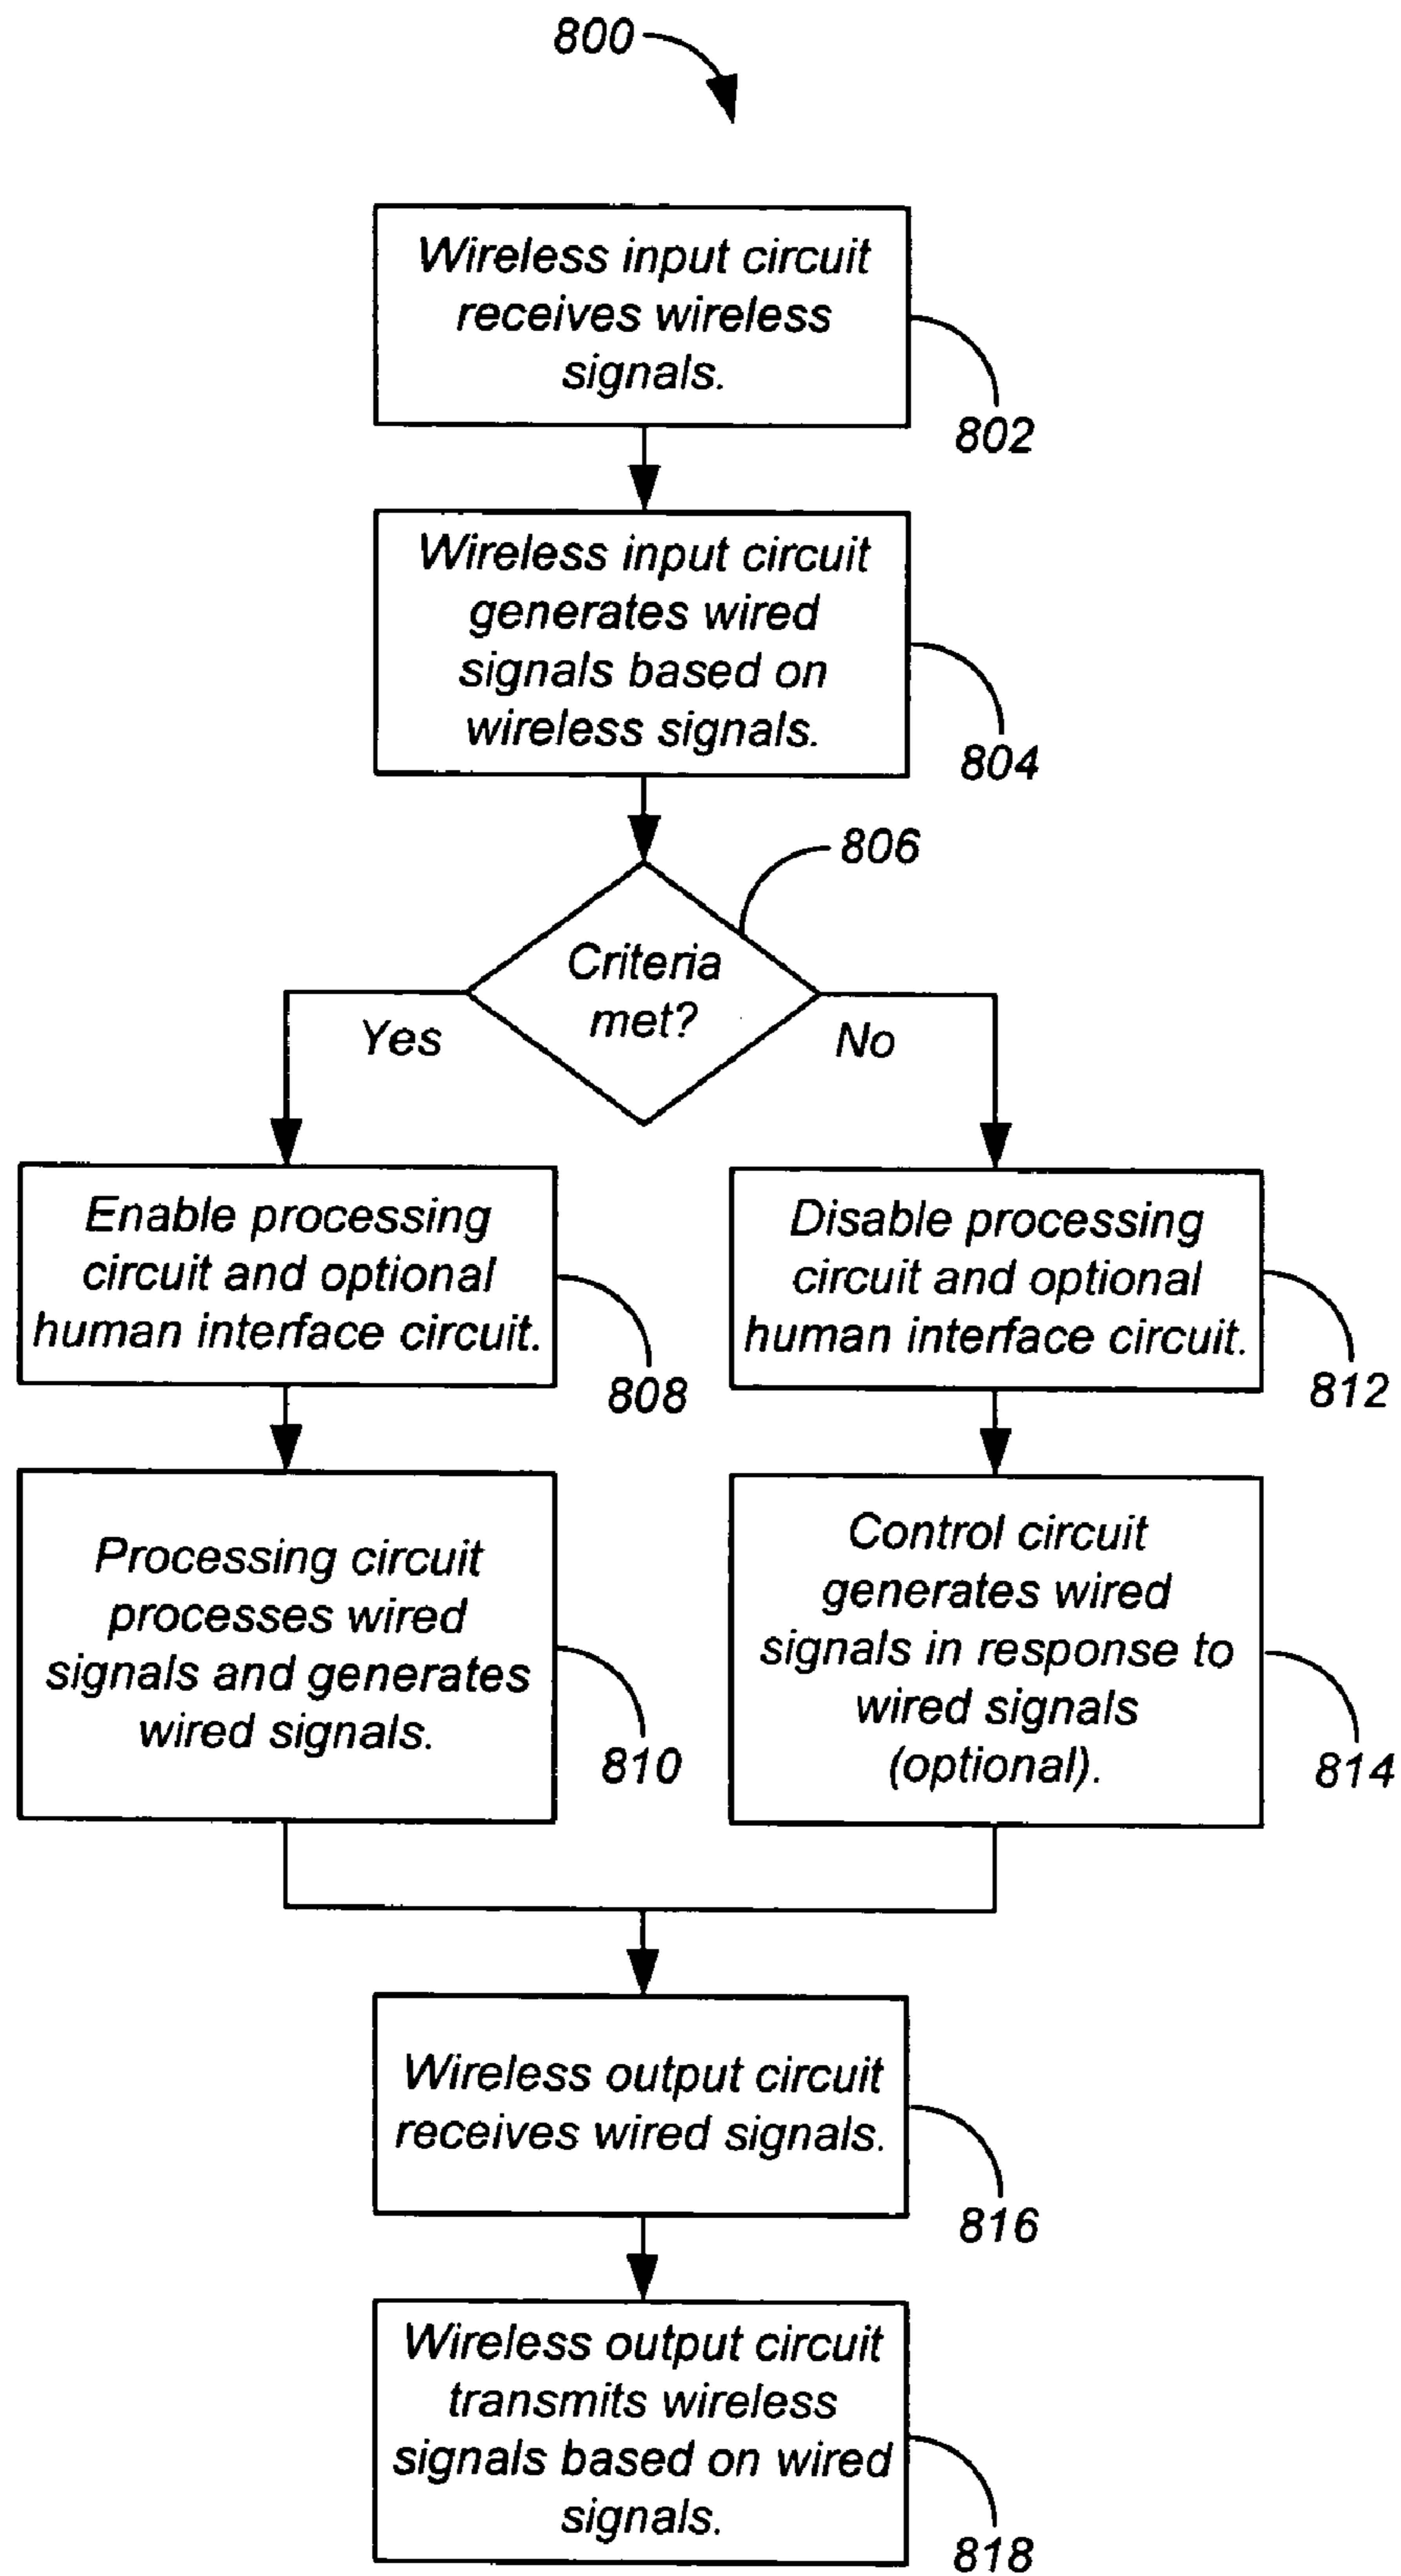 800
Wireless input circuit
receives wireless
signals.
802
Wireless input circuit
generates wired
signals based on
wireless signals.
804
806
Criteria
met?
Yes
No
Enable processing
circuit and optional
human interface circuit.
808
Disable processing
circuit and optional
human interface circuit.
812
Processing circuit
processes wired
signals and generates
wired signals.
810
Control circuit
generates wired
signals in response to
wired signals
(optional).
814
Wireless output circuit
receives wired signals.
816
Wireless output circuit
transmits wireless
signals based on wired
signals.
818